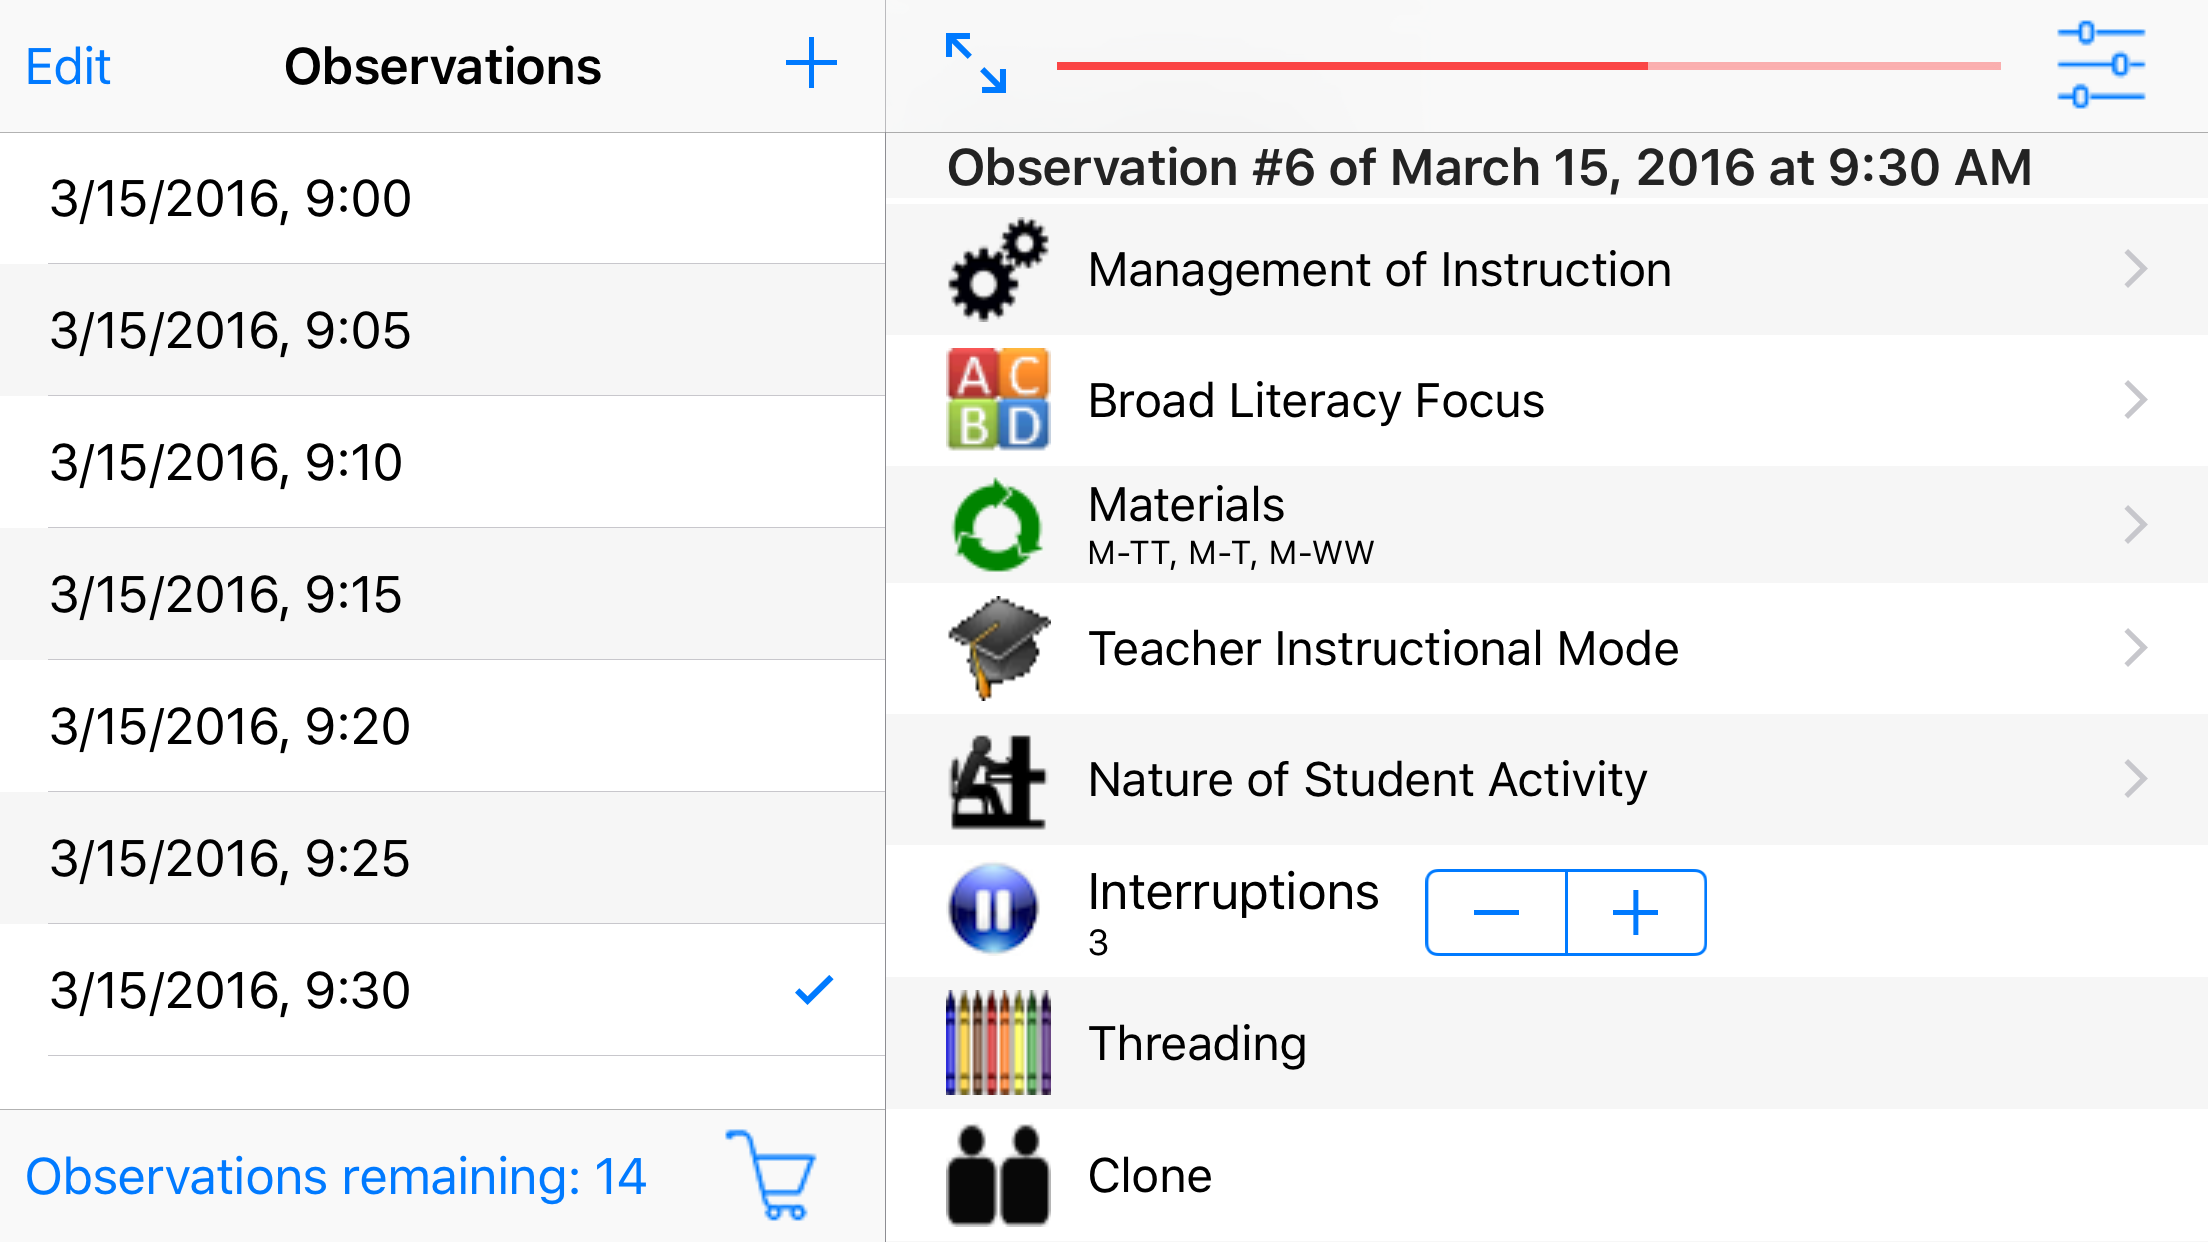 Edit
Observations
3/15/2016, 9:00
3/15/2016, 9:05
3/15/2016, 9:10
3/15/2016, 9:15
3/15/2016, 9:20
3/15/2016, 9:25
3/15/2016, 9:30
Observations remaining: 14
Observation #6 of March 15, 2016 at 9:30 AM
Management of Instruction
A C
B D
Broad Literacy Focus
Materials
M-TT, M-T, M-WW
Teacher Instructional Mode
Nature of Student Activity
Interruptions
3
Threading
Clone